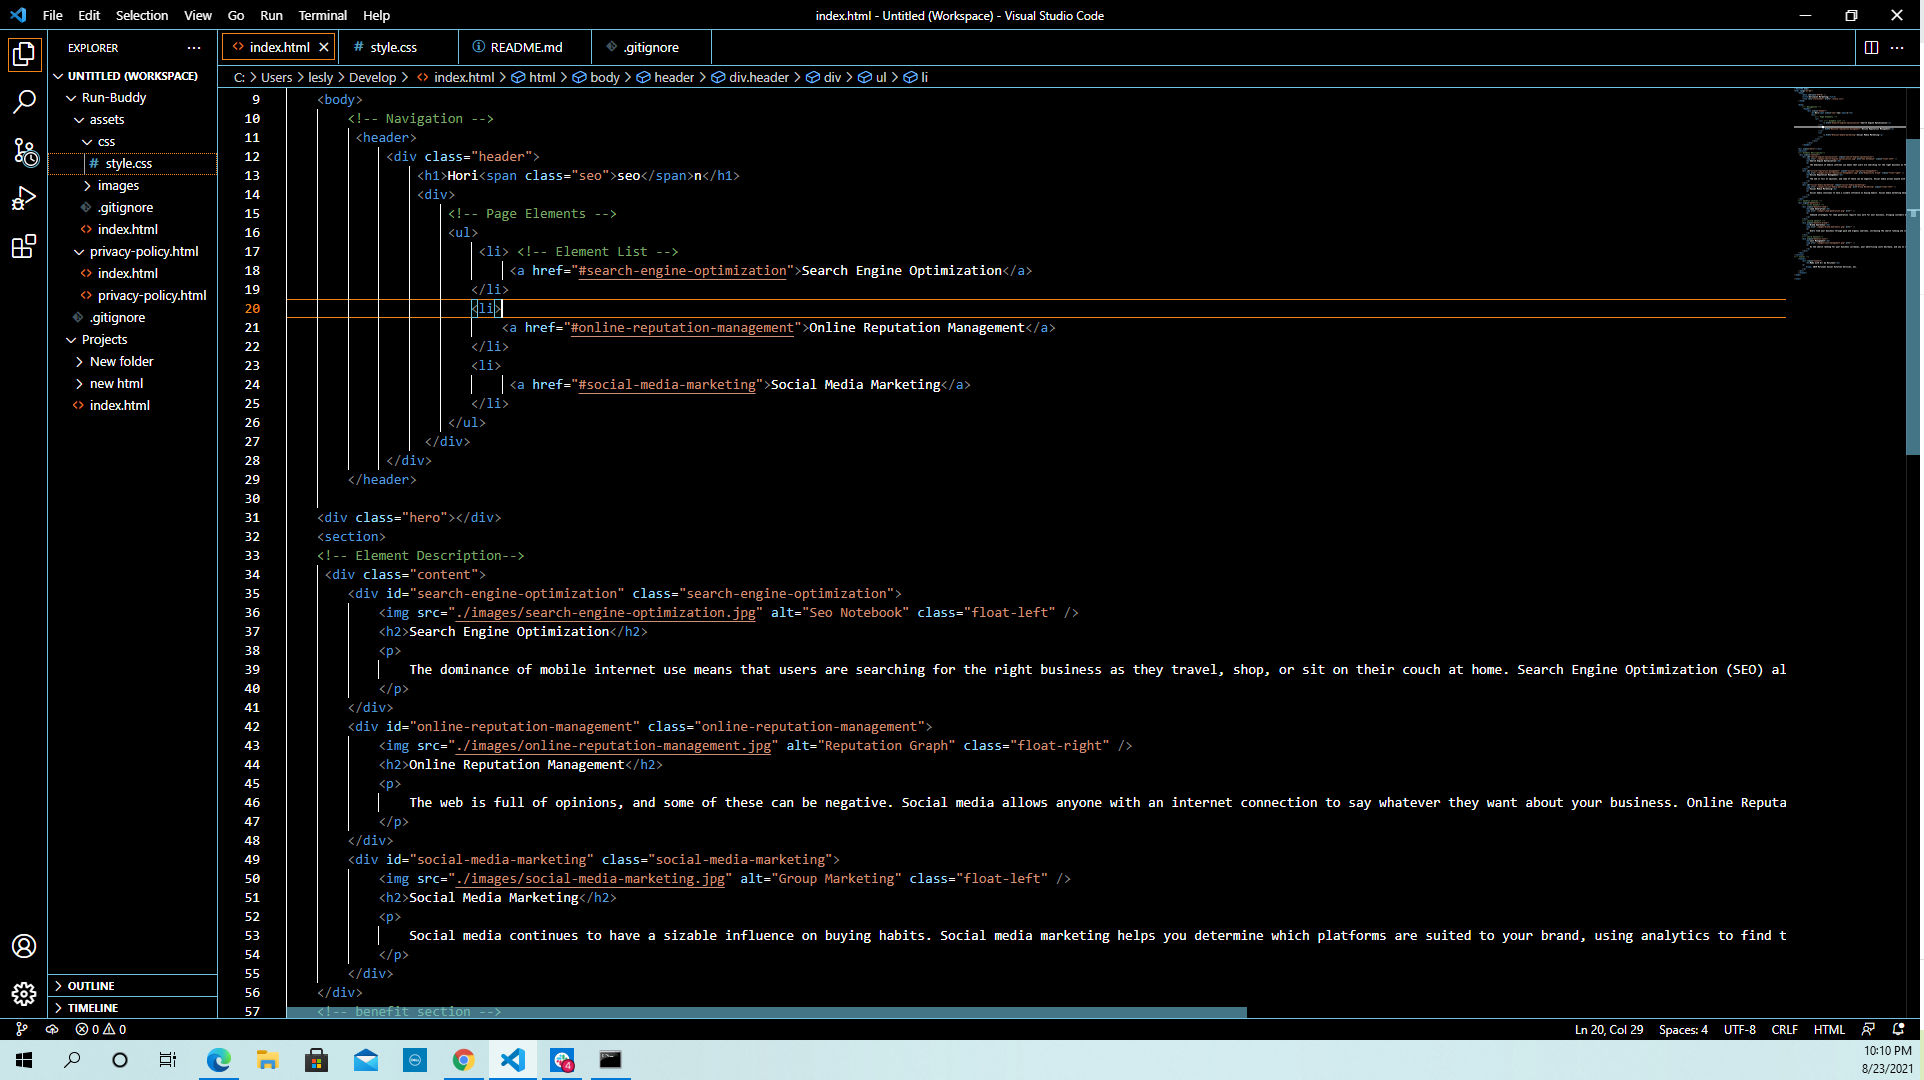 File Edit Selection View Go Run Terminal Help
index.html - Untitled (Workspace) - Visual Studio Code
EXPLORER
UNTITLED (WORKSPACE)
Run-Buddy
assets
css
# style.css
images
.gitignore
index.html
privacy-policy.html
index.html
privacy-policy.html
.gitignore
Projects
New folder
new html
index.html
OUTLINE
TIMELINE
index.html # style.css README.md .gitignore
C: > Users > lesly > Develop > index.html > html > body > header > div.header > div > ul > li
9 <body>
10 <!-- Navigation -->
11 <header>
12 <div class="header">
13 <h1>Hori<span class="seo">seo</span>n</h1>
14 <div>
15 <!-- Page Elements -->
16 <ul>
17 <li> <!-- Element List -->
18 <a href="#search-engine-optimization">Search Engine Optimization</a>
19 </li>
20 <li>
21 <a href="#online-reputation-management">Online Reputation Management</a>
22 </li>
23 <li>
24 <a href="#social-media-marketing">Social Media Marketing</a>
25 </li>
26 </ul>
27 </div>
28 </div>
29 </header>
30
31 <div class="hero"></div>
32 <section>
33 <!-- Element Description-->
34 <div class="content">
35 <div id="search-engine-optimization" class="search-engine-optimization">
36 <img src="./images/search-engine-optimization.jpg" alt="Seo Notebook" class="float-left" />
37 <h2>Search Engine Optimization</h2>
38 <p>
39 The dominance of mobile internet use means that users are searching for the right business as they travel, shop, or sit on their couch at home. Search Engine Optimization (SEO) al
40 </p>
41 </div>
42 <div id="online-reputation-management" class="online-reputation-management">
43 <img src="./images/online-reputation-management.jpg" alt="Reputation Graph" class="float-right" />
44 <h2>Online Reputation Management</h2>
45 <p>
46 The web is full of opinions, and some of these can be negative. Social media allows anyone with an internet connection to say whatever they want about your business. Online Reputa
47 </p>
48 </div>
49 <div id="social-media-marketing" class="social-media-marketing">
50 <img src="./images/social-media-marketing.jpg" alt="Group Marketing" class="float-left" />
51 <h2>Social Media Marketing</h2>
52 <p>
53 Social media continues to have a sizable influence on buying habits. Social media marketing helps you determine which platforms are suited to your brand, using analytics to find t
54 </p>
55 </div>
56 </div>
57 <!-- benefit section -->
0 0
Ln 20, Col 29 Spaces: 4 UTF-8 CRLF HTML
4
10:10 PM
8/23/2021